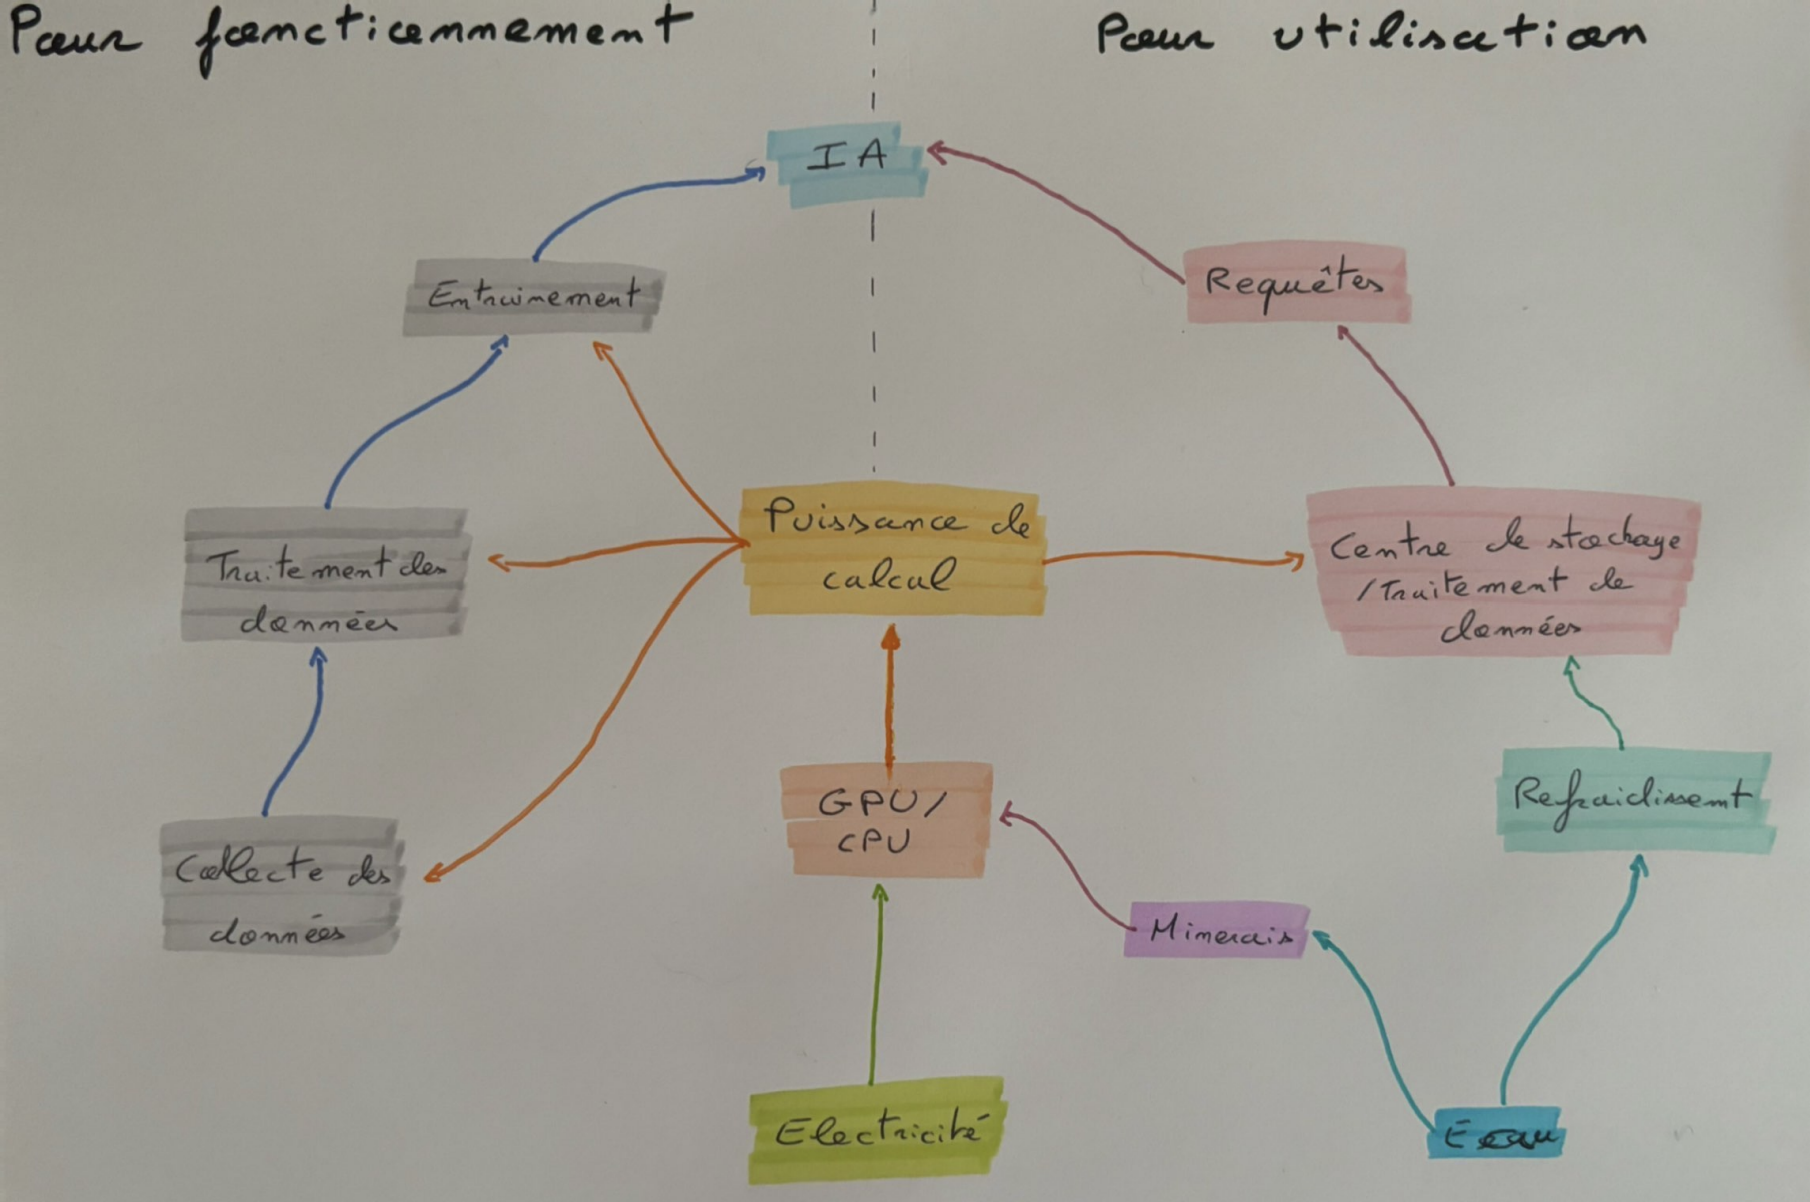 Pour fonctionnement
Pour utilisation
IA
Entrainement
Requêtes
Puissance de
calcul
Traitement des
données
Centre de stockage
/Traitement de
données
GPU/
CPU
Refroidissemt
Collecte des
données
Minerais
Electricité
Eau